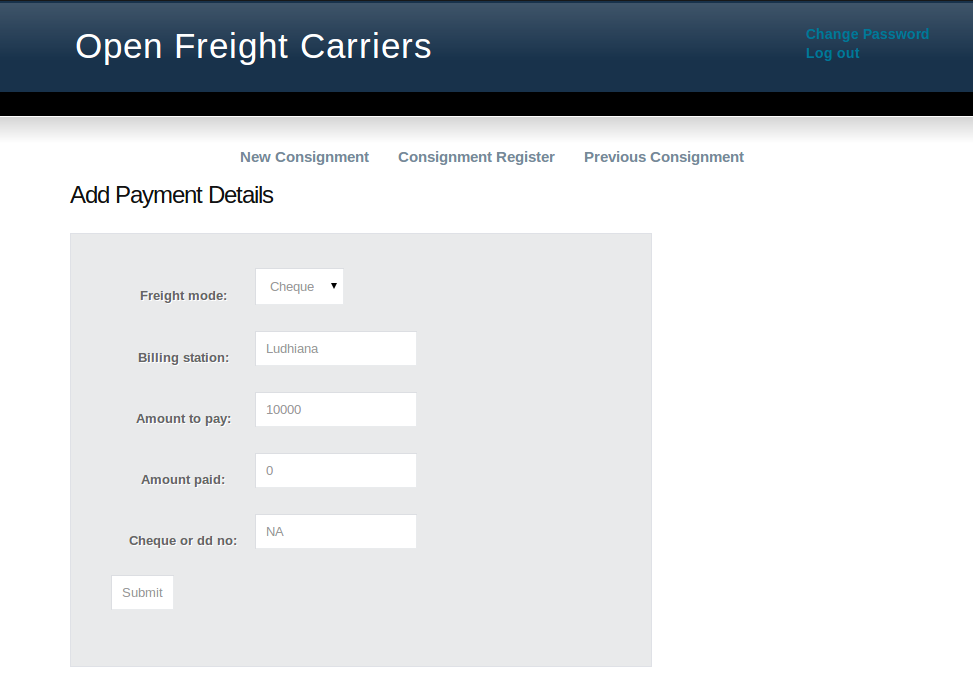 Open Freight Carriers
Change Password
Log out
New Consignment Consignment Register Previous Consignment
Add Payment Details
Freight mode: Cheque
Billing station: Ludhiana
Amount to pay: 10000
Amount paid: 0
Cheque or dd no: NA
Submit